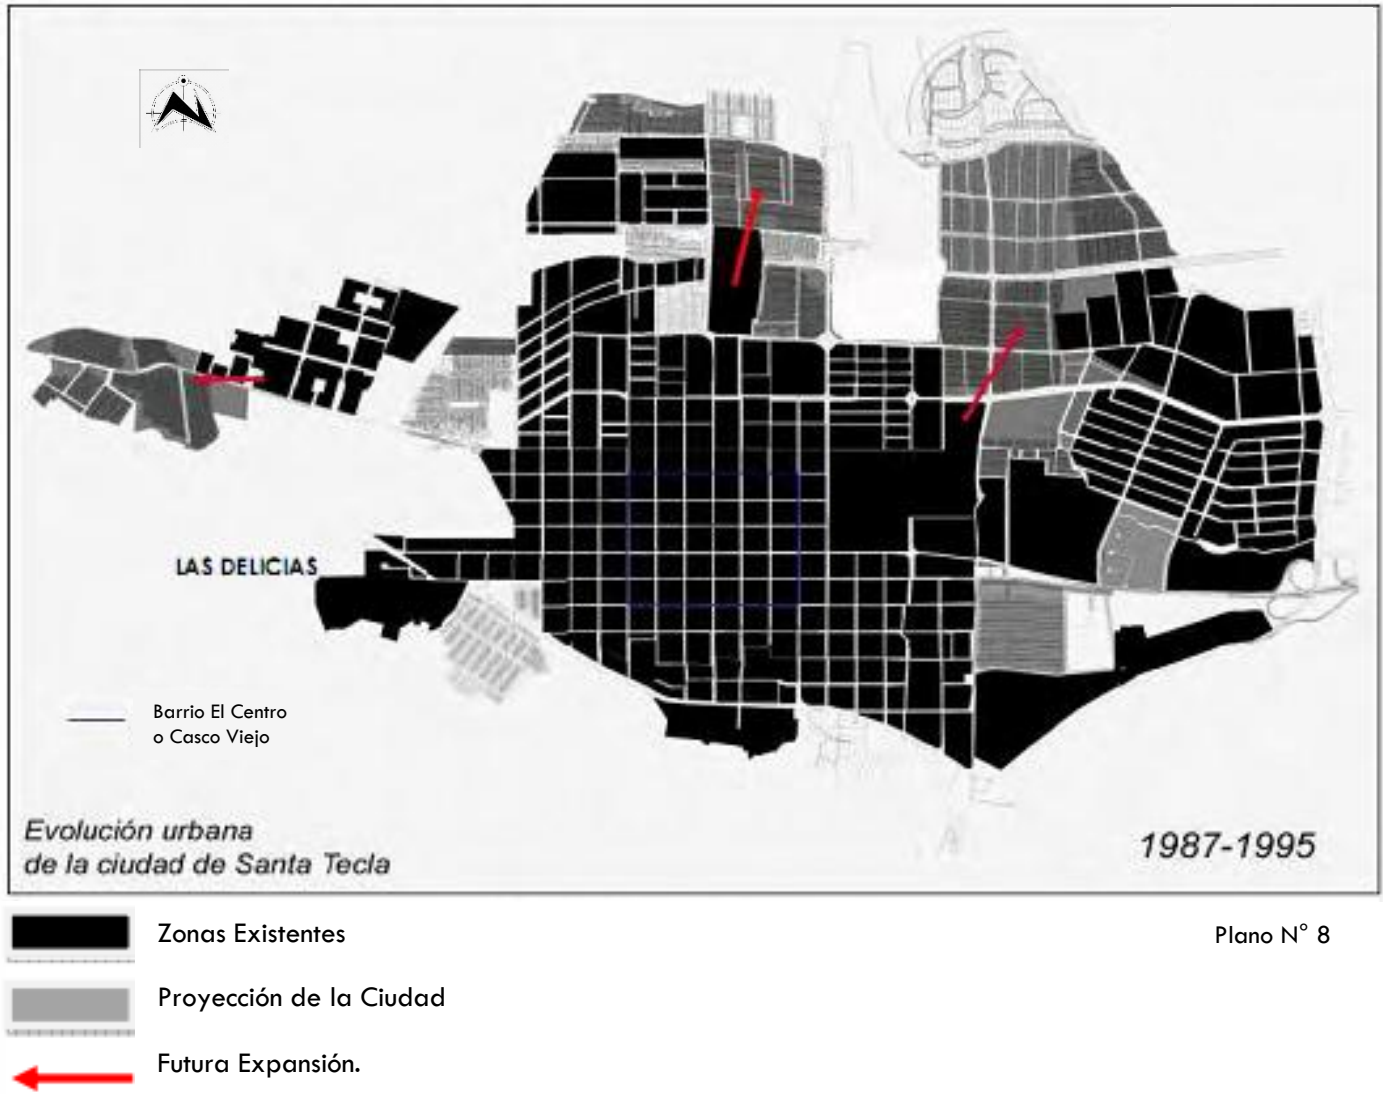 LAS DELICIAS
Barrio El Centro
o Casco Viejo
Evolución urbana
de la ciudad de Santa Tecla
1987-1995
Zonas Existentes
Plano N° 8
Proyección de la Ciudad
Futura Expansión.